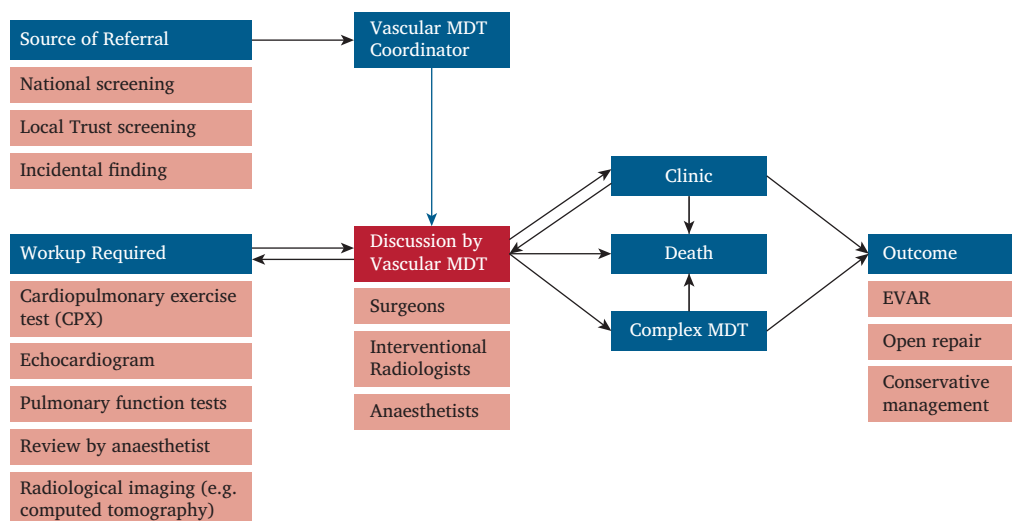 Source of Referral
National screening
Local Trust screening
Incidental finding
Vascular MDT
Coordinator
Workup Required
Cardiopulmonary exercise
test (CPX)
Echocardiogram
Pulmonary function tests
Review by anaesthetist
Radiological imaging (e.g.
computed tomography)
Discussion by
Vascular MDT
Surgeons
Interventional
Radiologists
Anaesthetists
Clinic
Death
Complex MDT
Outcome
EVAR
Open repair
Conservative
management